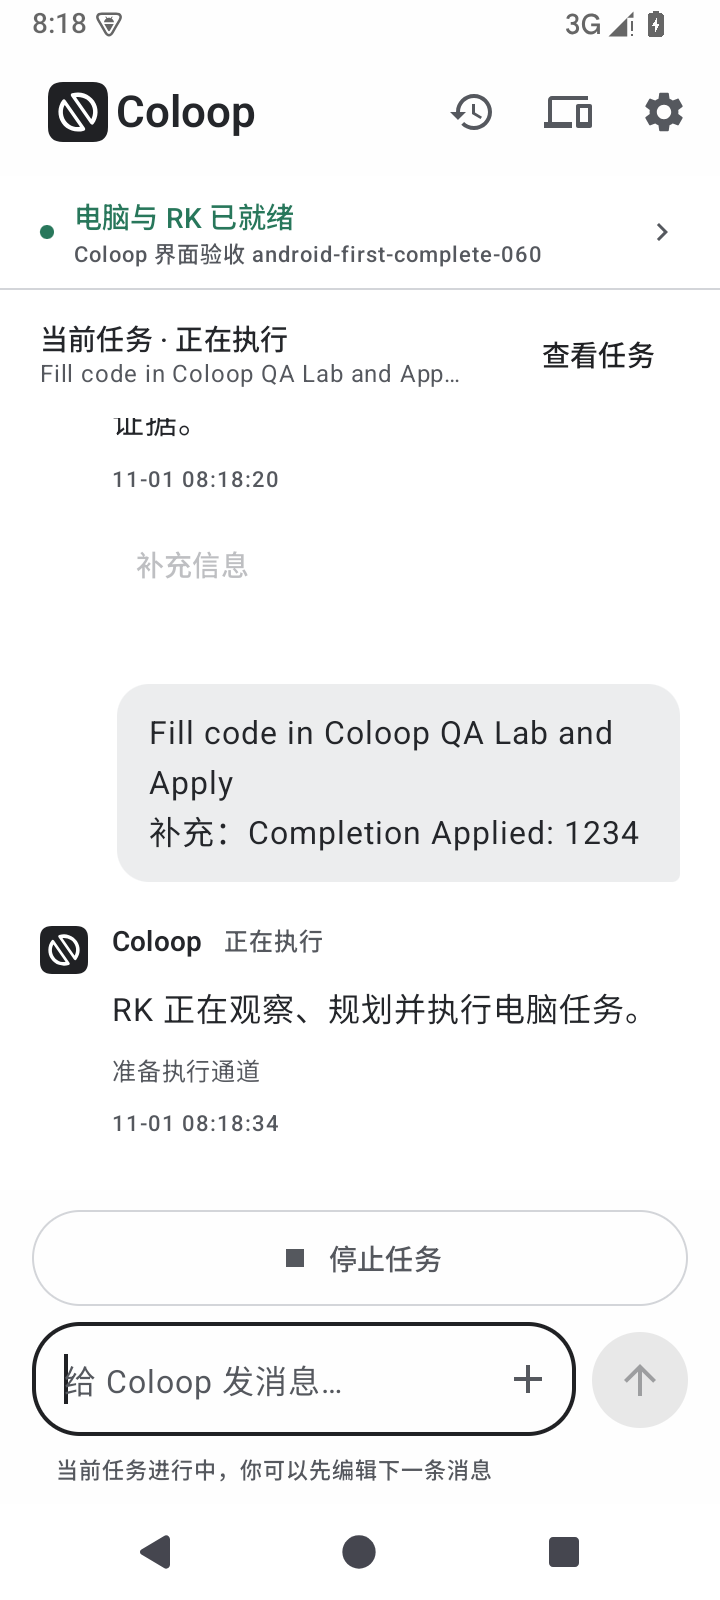 8:18
3G
Coloop
电脑与 RK 已就绪
Coloop 界面验收 android-first-complete-060
当前任务 · 正在执行
Fill code in Coloop QA Lab and App...
查看任务
证据。
11-01 08:18:20
补充信息
Fill code in Coloop QA Lab and
Apply
补充：Completion Applied: 1234
Coloop 正在执行
RK 正在观察、规划并执行电脑任务。
准备执行通道
11-01 08:18:34
停止任务
给 Coloop 发消息...
当前任务进行中，你可以先编辑下一条消息